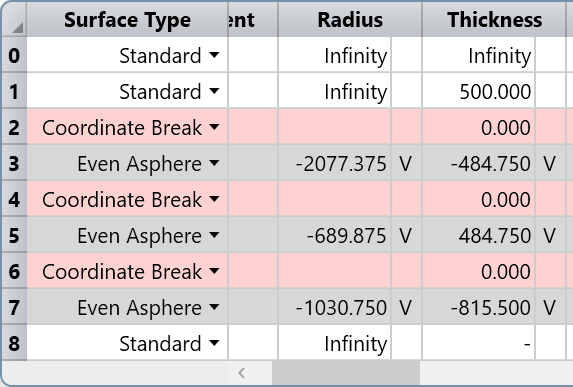 Surface Type ent Radius Thickness
0 Standard Infinity Infinity
1 Standard Infinity 500.000
2 Coordinate Break 0.000
3 Even Asphere -2077.375 V -484.750 V
4 Coordinate Break 0.000
5 Even Asphere -689.875 V 484.750 V
6 Coordinate Break 0.000
7 Even Asphere -1030.750 V -815.500 V
8 Standard Infinity -